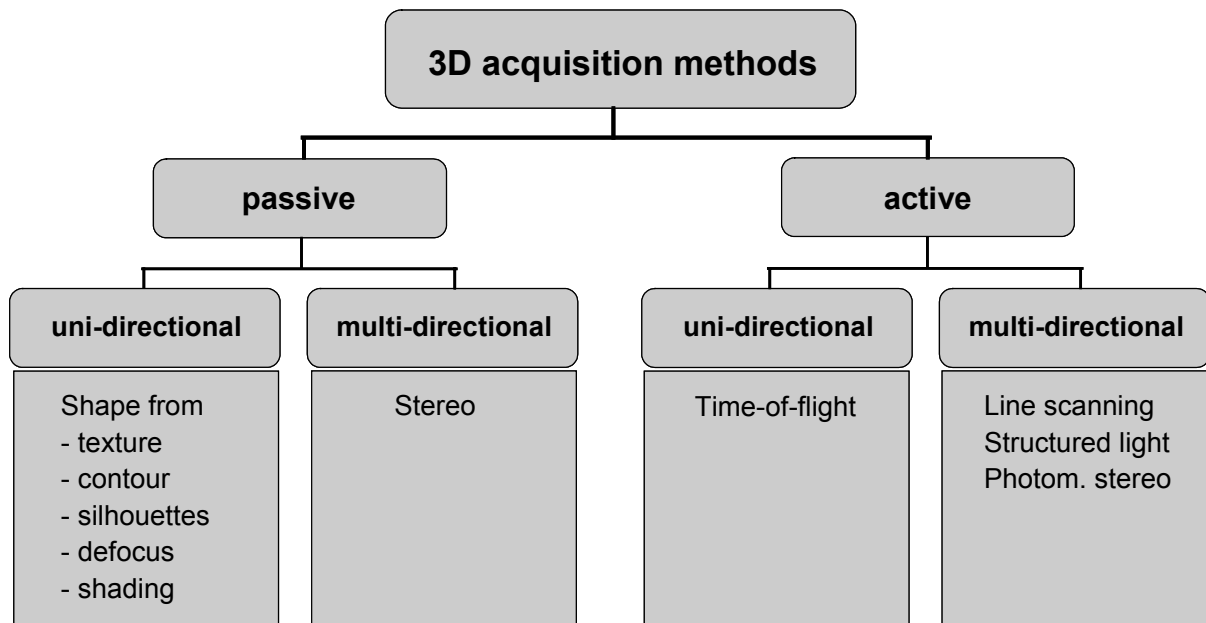 3D acquisition methods
passive
active
uni-directional
multi-directional
uni-directional
multi-directional
Shape from
- texture
- contour
- silhouettes
- defocus
- shading
Stereo
Time-of-flight
Line scanning
Structured light
Photom. stereo